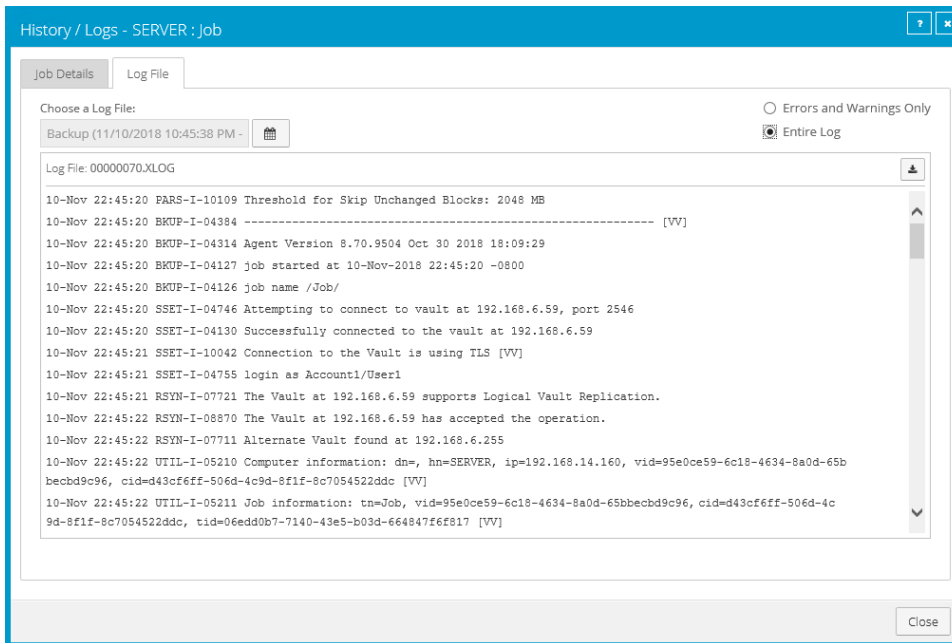 History / Logs - SERVER : Job
?
x
Job Details
Log File
Choose a Log File:
Errors and Warnings Only
Backup (11/10/2018 10:45:38 PM -
Entire Log
Log File: 00000070.XLOG
10-Nov 22:45:20 PARS-I-10109 Threshold for Skip Unchanged Blocks: 2048 MB
10-Nov 22:45:20 BKUP-I-04384 ------------------------------------------------------------ [VV]
10-Nov 22:45:20 BKUP-I-04314 Agent Version 8.70.9504 Oct 30 2018 18:09:29
10-Nov 22:45:20 BKUP-I-04127 job started at 10-Nov-2018 22:45:20 -0800
10-Nov 22:45:20 BKUP-I-04126 job name /Job/
10-Nov 22:45:20 SSET-I-04746 Attempting to connect to vault at 192.168.6.59, port 2546
10-Nov 22:45:20 SSET-I-04130 Successfully connected to the vault at 192.168.6.59
10-Nov 22:45:21 SSET-I-10042 Connection to the Vault is using TLS [VV]
10-Nov 22:45:21 SSET-I-04755 login as Account1/User1
10-Nov 22:45:21 RSYN-I-07721 The Vault at 192.168.6.59 supports Logical Vault Replication.
10-Nov 22:45:22 RSYN-I-08870 The Vault at 192.168.6.59 has accepted the operation.
10-Nov 22:45:22 RSYN-I-07711 Alternate Vault found at 192.168.6.255
10-Nov 22:45:22 UTIL-I-05210 Computer information: dn=, hn=SERVER, ip=192.168.14.160, vid=95e0ce59-6c18-4634-8a0d-65b
becbd9c96, cid=d43cf6ff-506d-4c9d-8f1f-8c7054522ddc [VV]
10-Nov 22:45:22 UTIL-I-05211 Job information: tn=Job, vid=95e0ce59-6c18-4634-8a0d-65bbecbd9c96, cid=d43cf6ff-506d-4c
9d-8f1f-8c7054522ddc, tid=06edd0b7-7140-43e5-b03d-664847f6f817 [VV]
Close